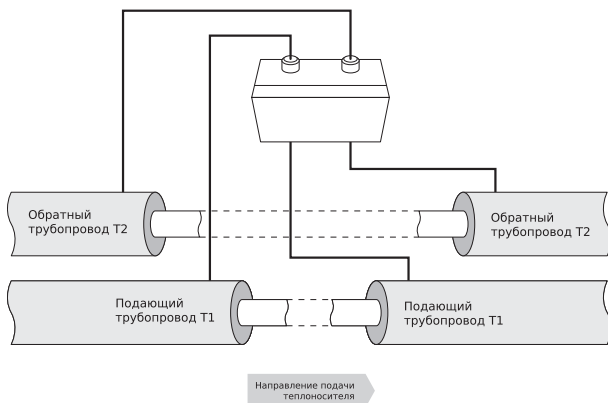 Обратный
трубопровод Т2
Обратный
трубопровод Т2
Подающий
трубопровод Т1
Подающий
трубопровод Т1
Направление подачи
теплоносителя